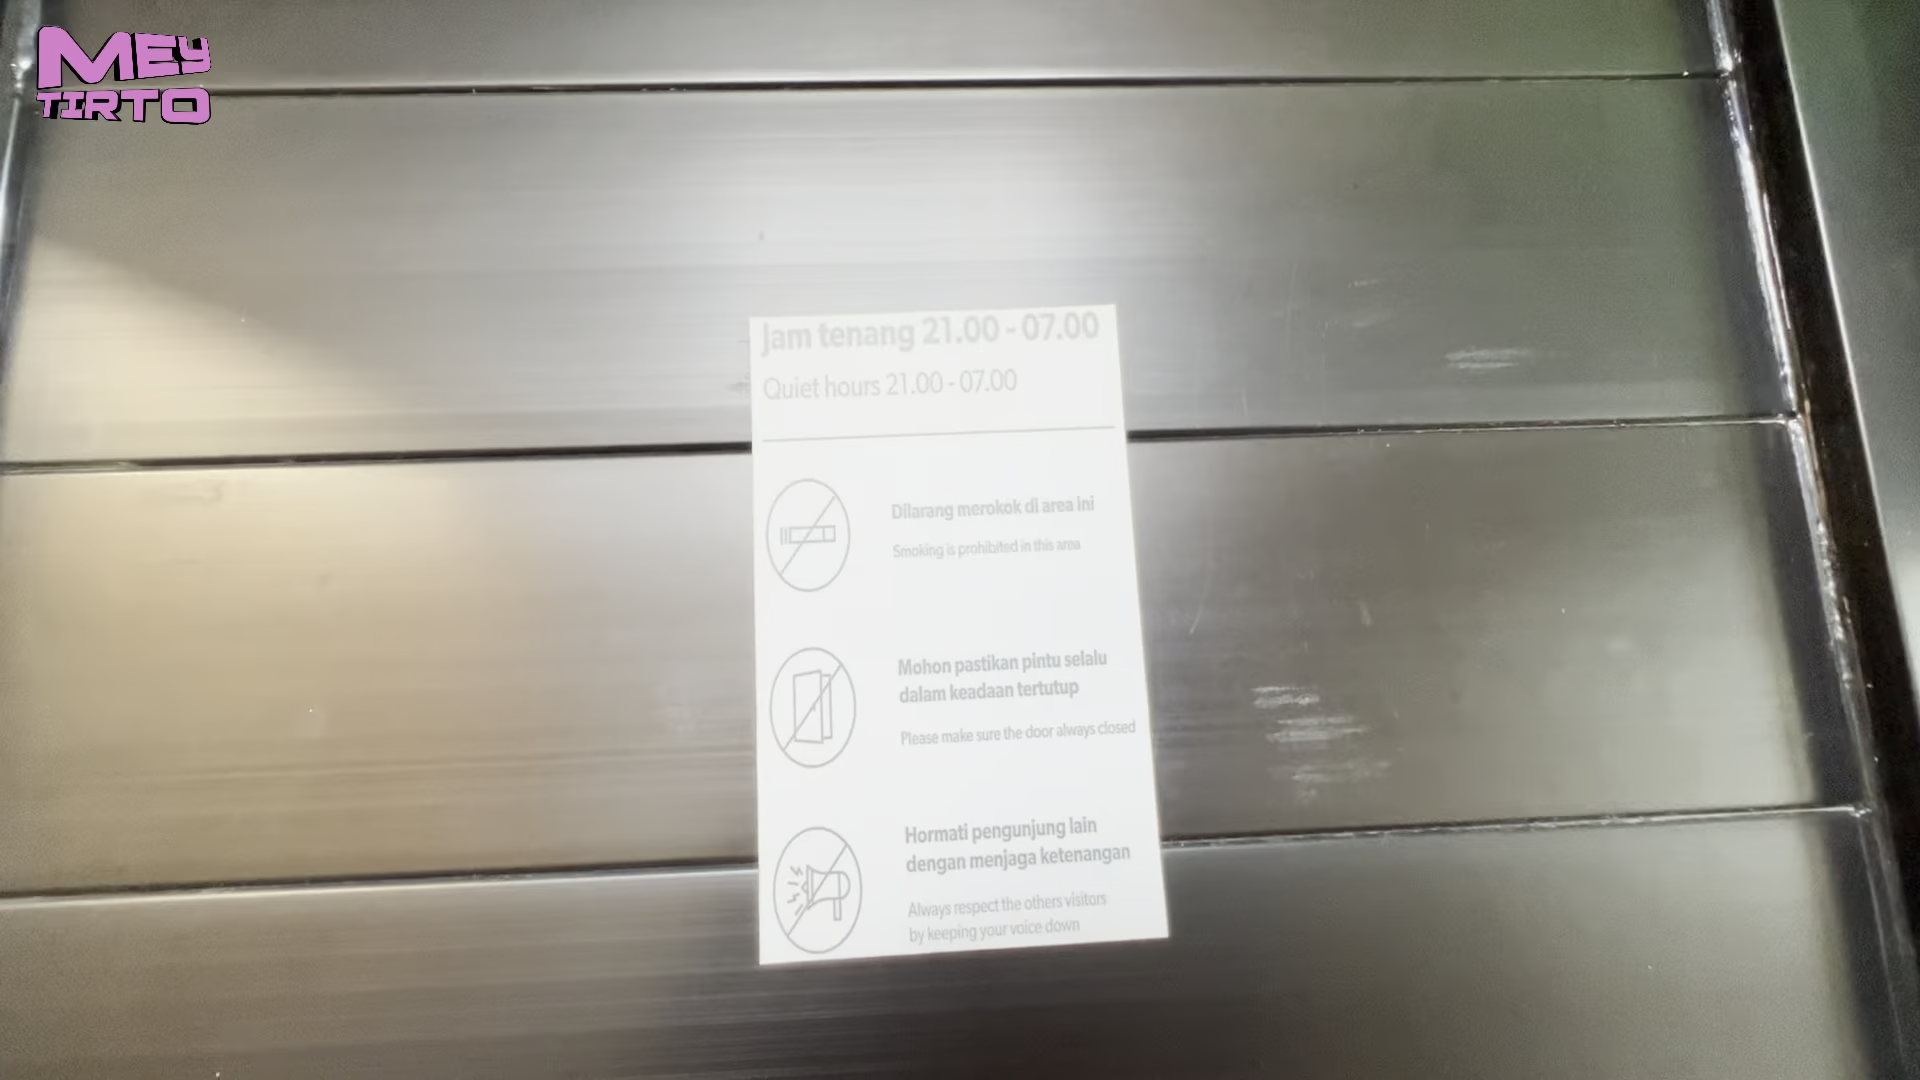 MEY
TIRTO
Jam tenang 21.00 - 07.00
Quiet hours 21.00 - 07.00
Dilarang merokok di area ini
Smoking is prohibited in this area
Mohon pastikan pintu selalu
dalam keadaan tertutup
Please make sure the door always closed
Hormati pengunjung lain
dengan menjaga ketenangan
Always respect the others visitors
by keeping your voice down